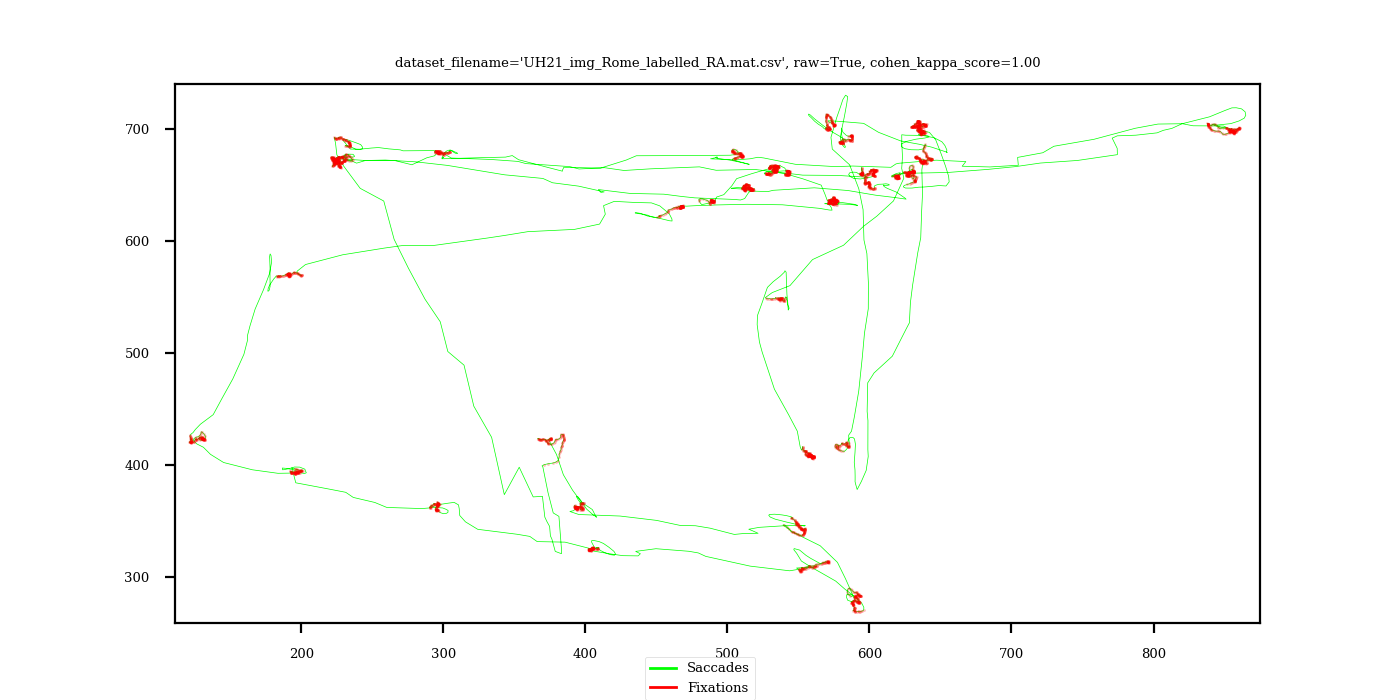 dataset_filename='UH21_img_Rome_labelled_RA.mat.csv', raw=True, cohen_kappa_score=1.00
700
600
500
400
300
200 300 400 500 600 700 800
Saccades
Fixations